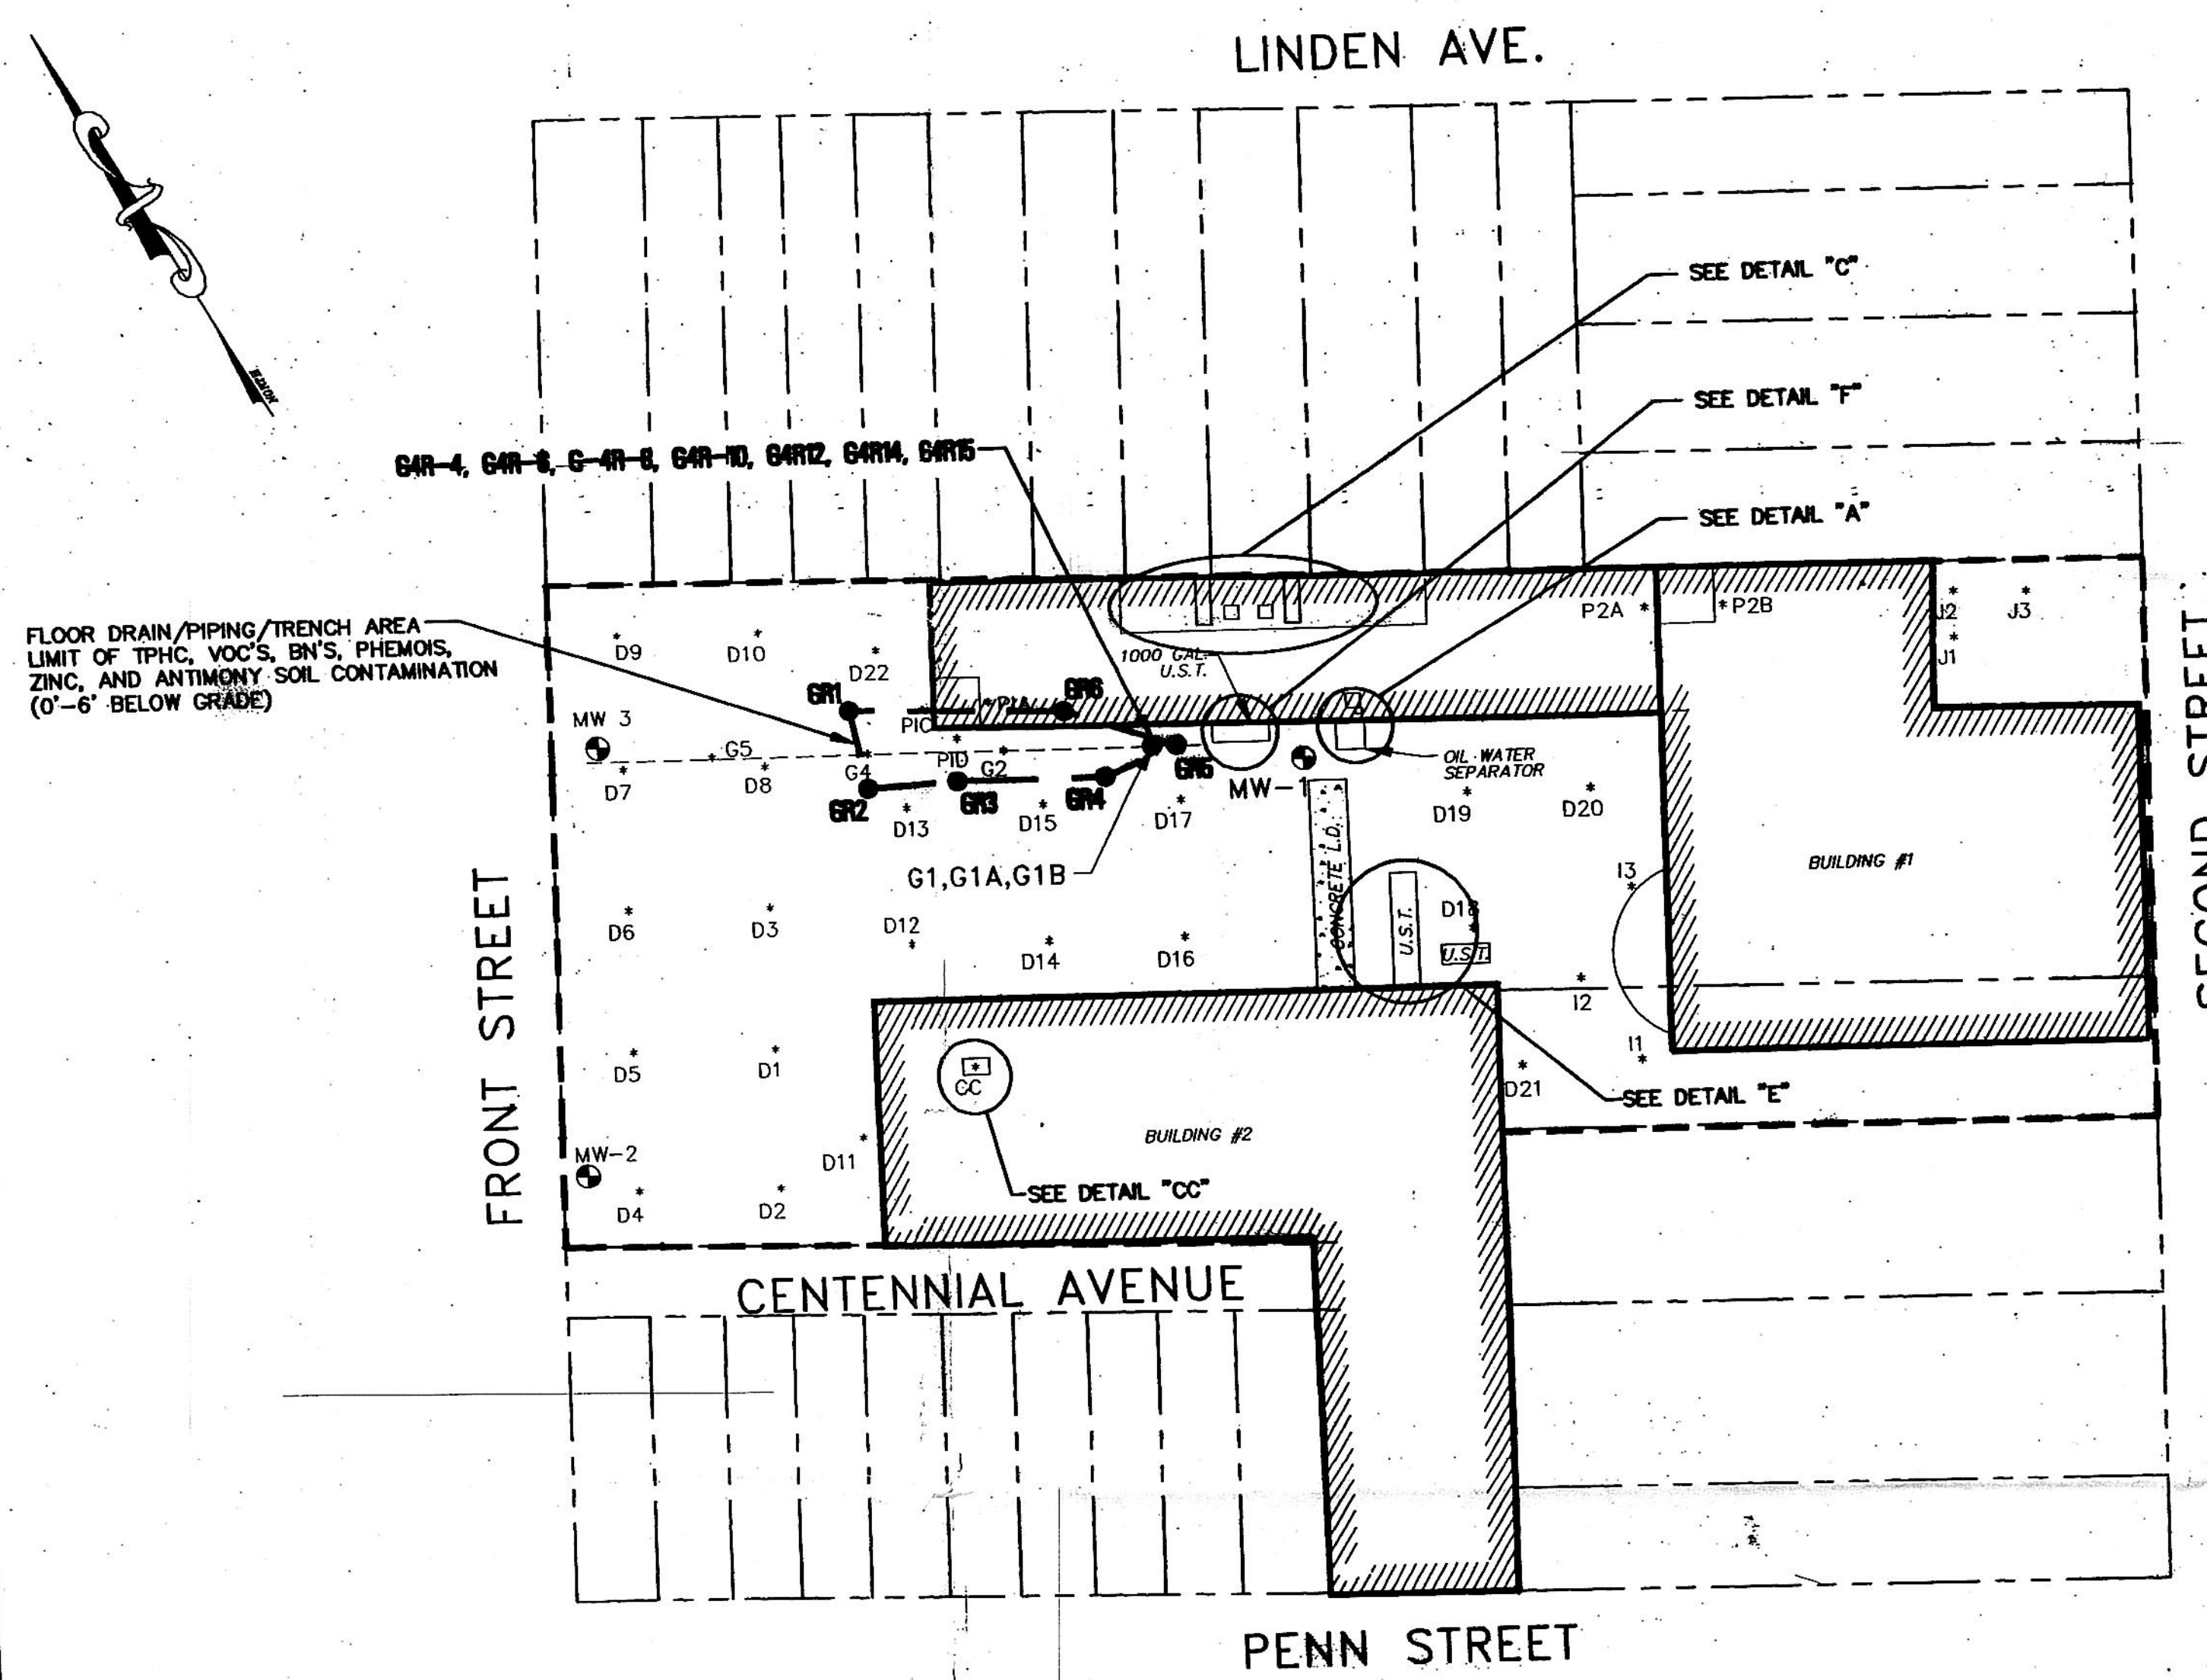 LINDEN AVE.
NORTH
SEE DETAIL "C"
SEE DETAIL "F"
G4R-4, G4R-6, G-4R-8, G4R-10, G4R12, G4R14, G4R15
SEE DETAIL "A"
FLOOR DRAIN/PIPING/TRENCH AREA
LIMIT OF TPHC, VOC'S, BN'S, PHEMOIS,
ZINC, AND ANTIMONY SOIL CONTAMINATION
(0'-6' BELOW GRADE)
D9
D10
D22
1000 GAL.
U.S.T.
P2A
P2B
J2
J3
J1
GR1
P1A
GR6
MW 3
PIC
G5
G4
PID
G2
GR5
OIL WATER
SEPARATOR
D7
D8
GR2
GR3
GR4
MW-1
D13
D15
D17
D19
D20
G1,G1A,G1B
CONCRETE L.D.
I3
BUILDING #1
SECOND STREET
FRONT STREET
D6
D3
D12
D14
D16
U.S.T.
D18
U.S.T.
I2
I1
D5
D1
CC
D21
SEE DETAIL "E"
BUILDING #2
MW-2
D11
SEE DETAIL "CC"
D4
D2
CENTENNIAL AVENUE
PENN STREET